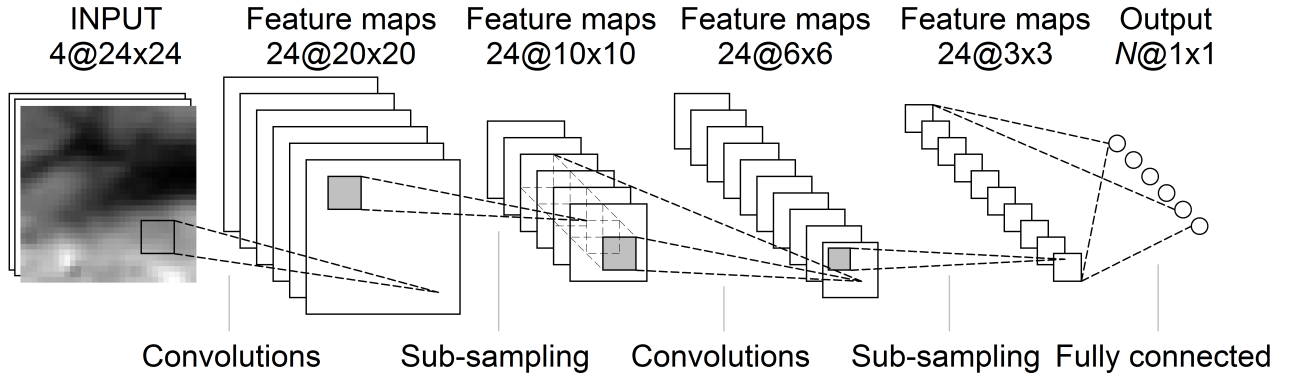 INPUT
4@24x24
Feature maps
24@20x20
Feature maps
24@10x10
Feature maps
24@6x6
Feature maps
24@3x3
Output
N@1x1
Convolutions
Sub-sampling
Convolutions
Sub-sampling
Fully connected